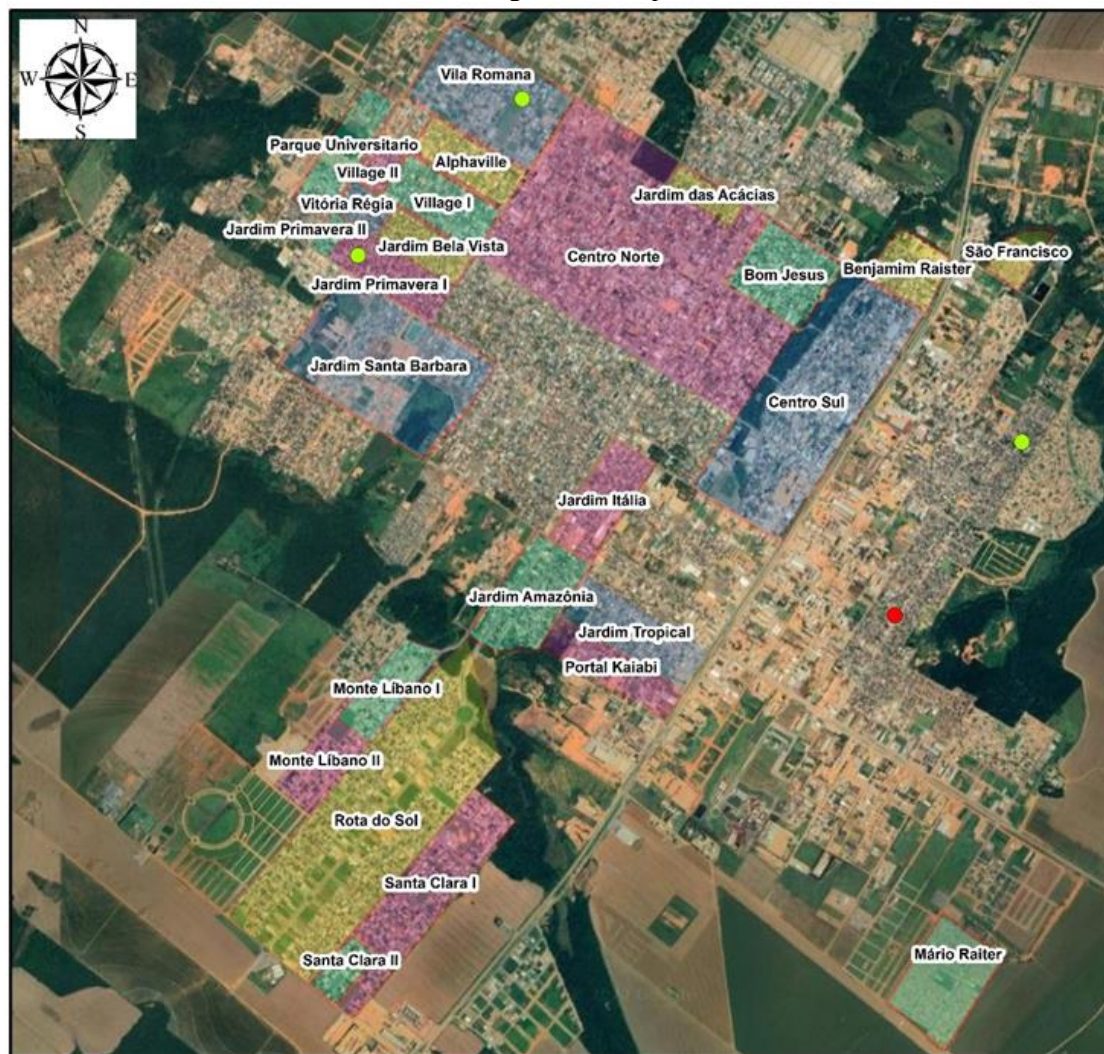 N
W E
S
Vila Romana
Parque Universitario
Alphaville
Village II
Jardim das Acácias
Vitória Régia
Village I
Jardim Primavera II
Jardim Bela Vista
Centro Norte
São Francisco
Benjamim Raister
Bom Jesus
Jardim Primavera I
Jardim Santa Barbara
Centro Sul
Jardim Itália
Jardim Amazônia
Jardim Tropical
Portal Kaiabi
Monte Líbano I
Monte Líbano II
Rota do Sol
Santa Clara I
Santa Clara II
Mário Raiter